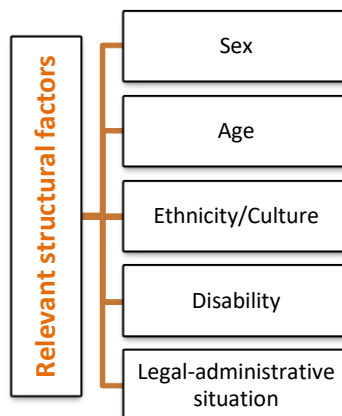 Relevant structural factors
Sex
Age
Ethnicity/Culture
Disability
Legal-administrative
situation